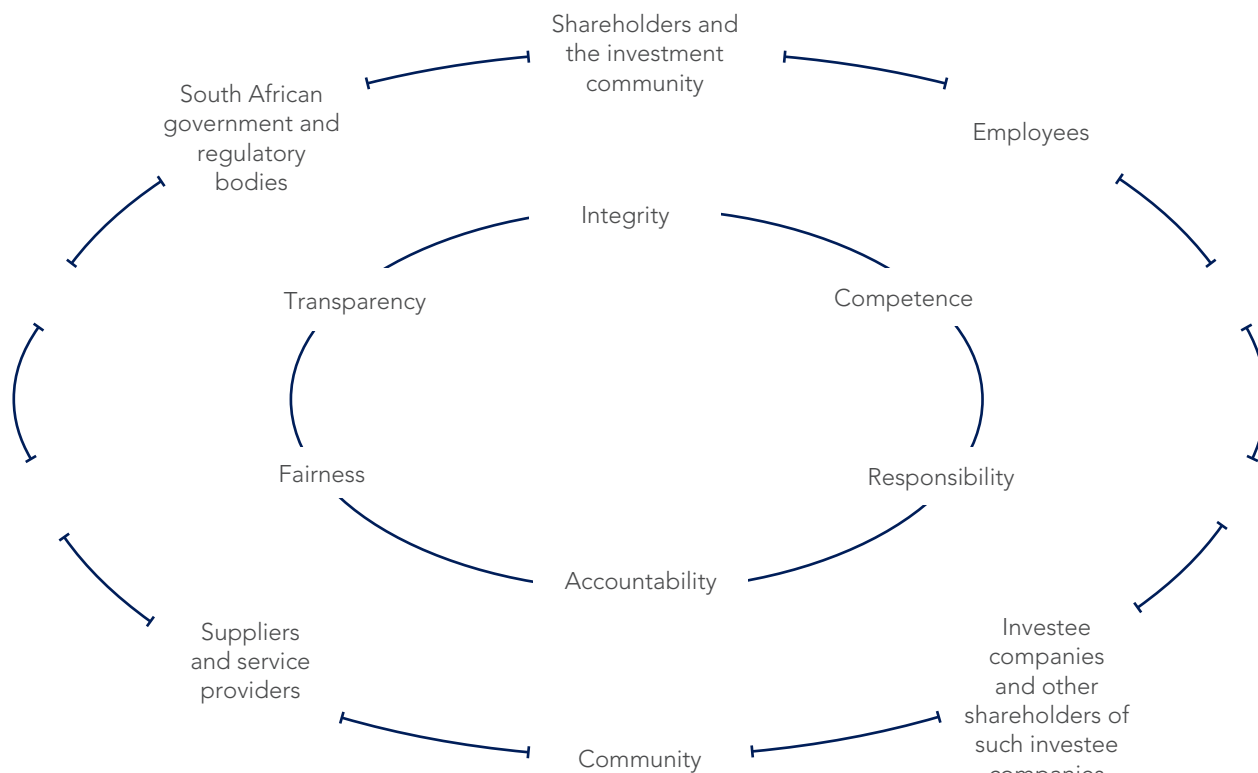 Shareholders and
the investment
community
South African
government and
regulatory
bodies
Employees
Integrity
Transparency
Competence
Fairness
Responsibility
Accountability
Suppliers
and service
providers
Investee
companies
and other
shareholders of
such investee
companies
Community